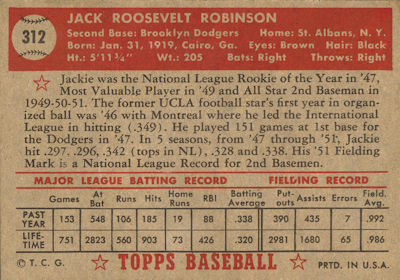 312
JACK ROOSEVELT ROBINSON
Second Base: Brooklyn Dodgers Home: St. Albans, N. Y.
Born: Jan. 31, 1919, Cairo, Ga. Eyes: Brown Hair: Black
Ht.: 5'11¾" Wt.: 205 Bats: Right Throws: Right
Jackie was the National League Rookie of the Year in '47,
Most Valuable Player in '49 and All Star 2nd Baseman in
1949-50-51. The former UCLA football star's first year in organ-
ized ball was '46 with Montreal where he led the International
League in hitting (.349). He played 151 games at 1st base for
the Dodgers in '47. In 5 seasons, from '47 through '51, Jackie
hit .297. .296, .342 (tops in NL), .328 and .338. His '51 Fielding
Mark is a National League Record for 2nd Basemen.
MAJOR LEAGUE BATTING RECORD FIELDING RECORD
Games At Bat Runs Hits Home Runs RBI Batting Average Put-outs Assists Errors Field. Avg.
PAST YEAR 153 548 106 185 19 88 .338 390 435 7 .992
LIFE-TIME 751 2823 560 903 73 420 .320 2981 1680 65 .986
© T. C. G. TOPPS BASEBALL PRTD. IN U.S.A.